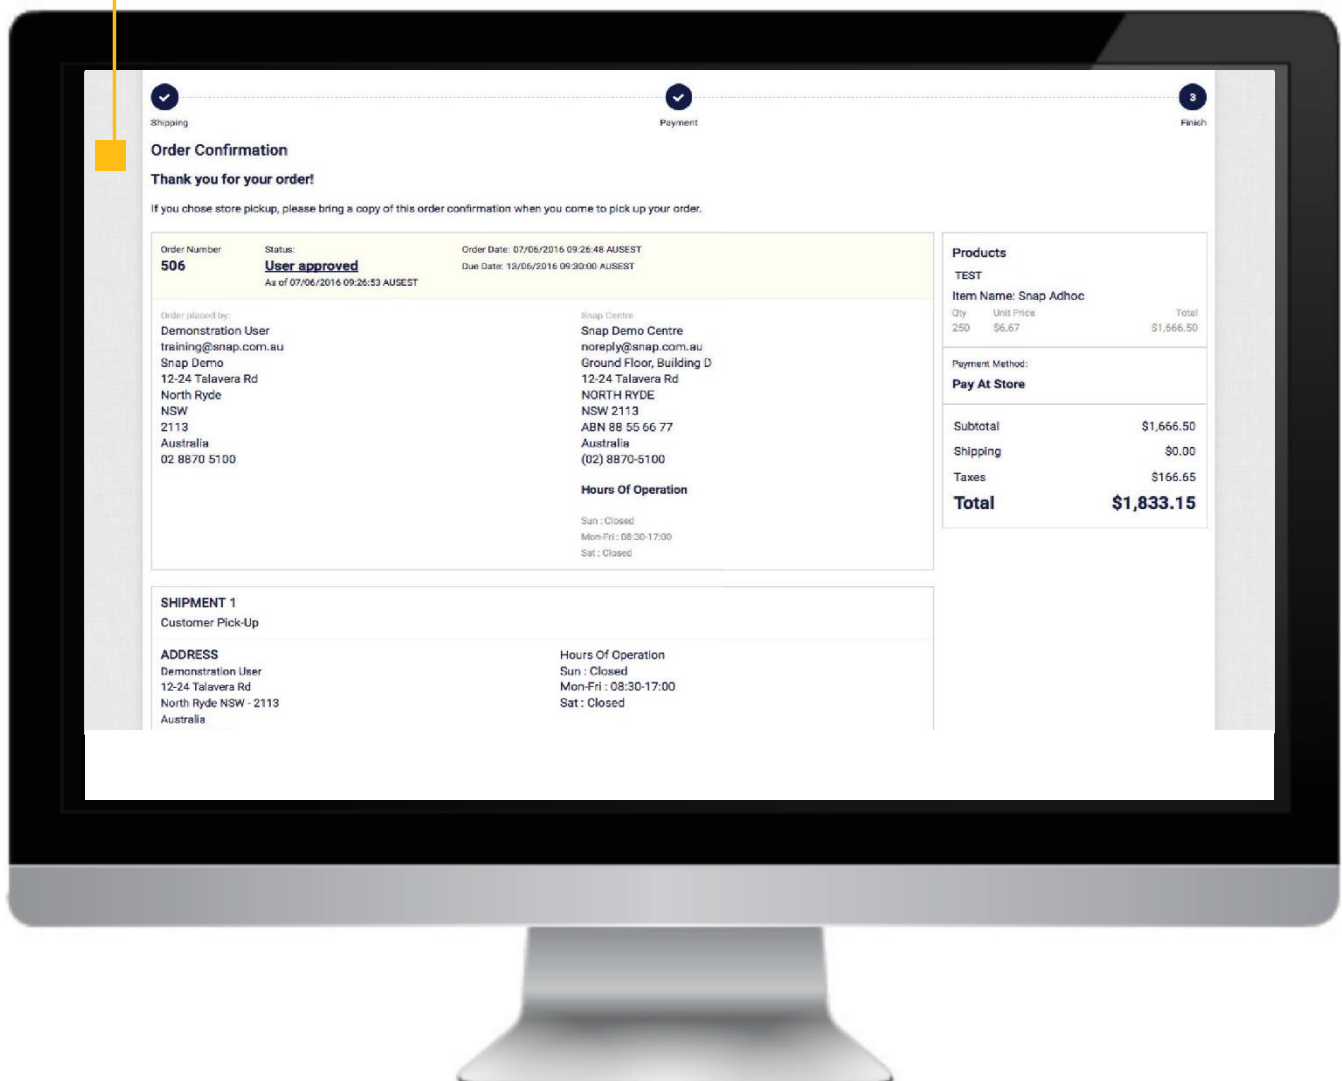 3
Shipping
Payment
Finish
Order Confirmation
Thank you for your order!
If you chose store pickup, please bring a copy of this order confirmation when you come to pick up your order.
Order Number
506
Status:
User approved
As of 07/06/2016 09:26:53 AUSEST
Order Date: 07/06/2016 09:26:48 AUSEST
Due Date: 13/06/2016 09:30:00 AUSEST
Order placed by:
Demonstration User
training@snap.com.au
Snap Demo
12-24 Talavera Rd
North Ryde
NSW
2113
Australia
02 8870 5100
Snap Centre
Snap Demo Centre
noreply@snap.com.au
Ground Floor, Building D
12-24 Talavera Rd
NORTH RYDE
NSW 2113
ABN 88 55 66 77
Australia
(02) 8870-5100
Hours Of Operation
Sun : Closed
Mon-Fri : 08:30-17:00
Sat : Closed
Products
TEST
Item Name: Snap Adhoc
Qty Unit Price Total
250 $6.67 $1,666.50
Payment Method:
Pay At Store
Subtotal $1,666.50
Shipping $0.00
Taxes $166.65
Total $1,833.15
SHIPMENT 1
Customer Pick-Up
ADDRESS
Demonstration User
12-24 Talavera Rd
North Ryde NSW - 2113
Australia
Hours Of Operation
Sun : Closed
Mon-Fri : 08:30-17:00
Sat : Closed